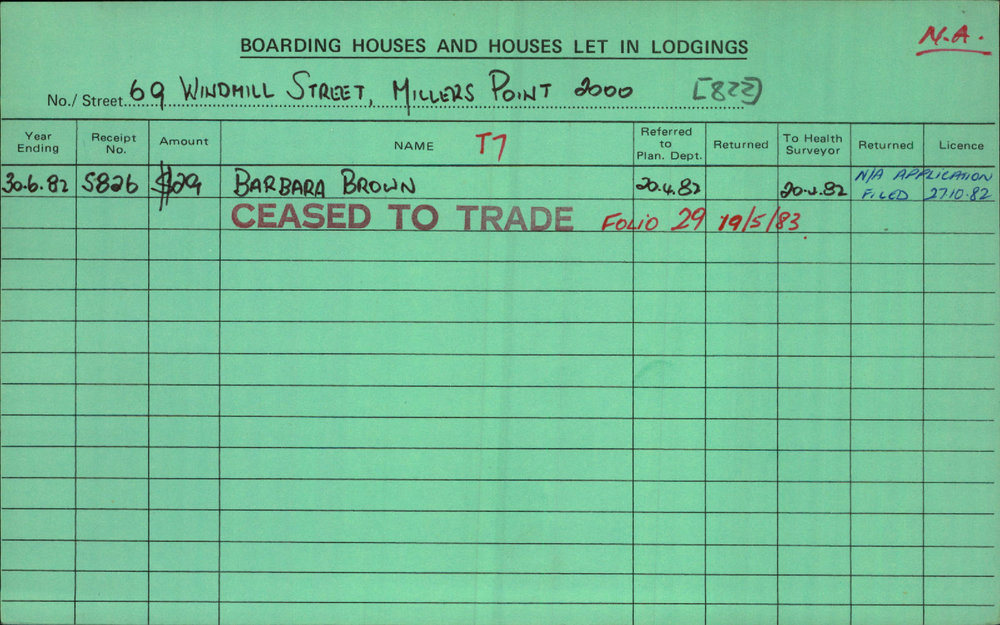 N.A.
BOARDING HOUSES AND HOUSES LET IN LODGINGS
No./ Street 69 WINDMILL STREET, MILLERS POINT 2000 [822]
Year Ending Receipt No. Amount NAME T7 Referred to Plan. Dept. Returned To Health Surveyor Returned Licence
30.6.82 5826 $29 BARBARA BROWN 20.4.82 20.4.82 N/A APPLICATION
FILED 27.10.82
CEASED TO TRADE FOLIO 29 19/5/83.